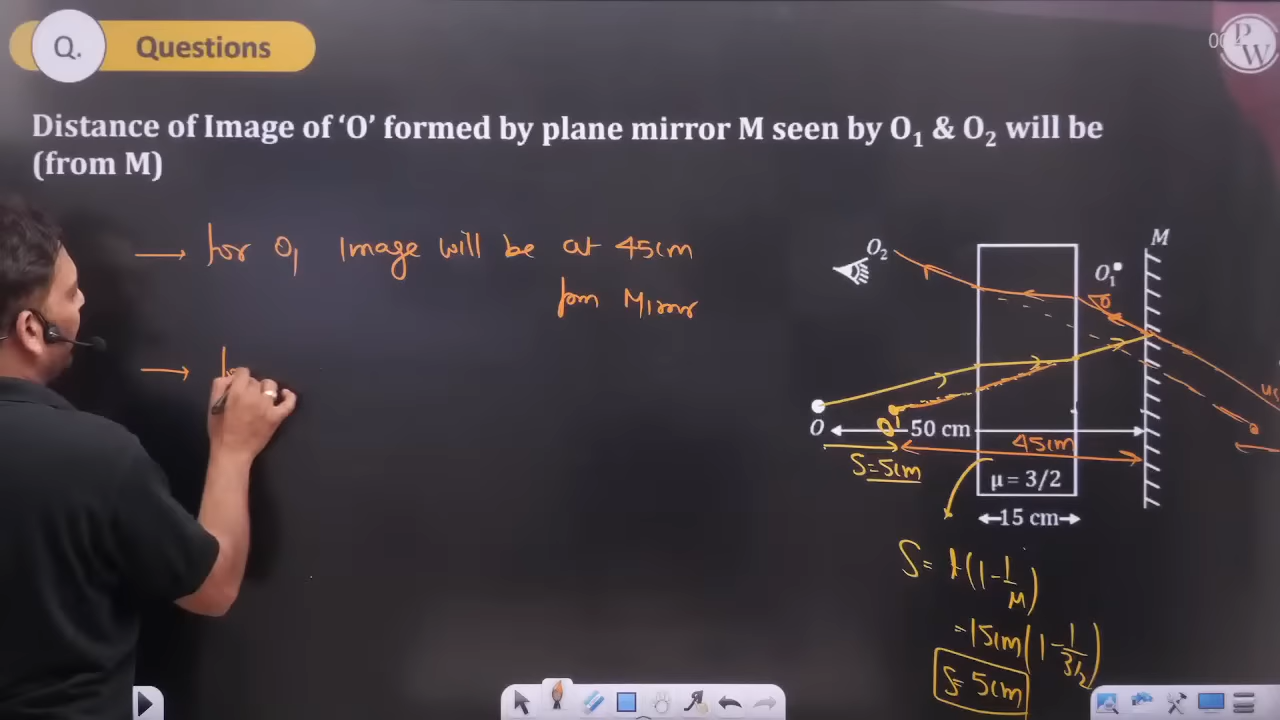 Q. Questions
PW
Distance of Image of ‘O’ formed by plane mirror M seen by O₁ & O₂ will be
(from M)
→ for O₁ Image will be at 45cm
from Mirror
→ fo
M
O₂
O₁
O
O'
50 cm
45cm
S=5cm
μ = 3/2
15 cm
S= t(1-1/μ)
=15cm(1-1/3/2)
S= 5cm